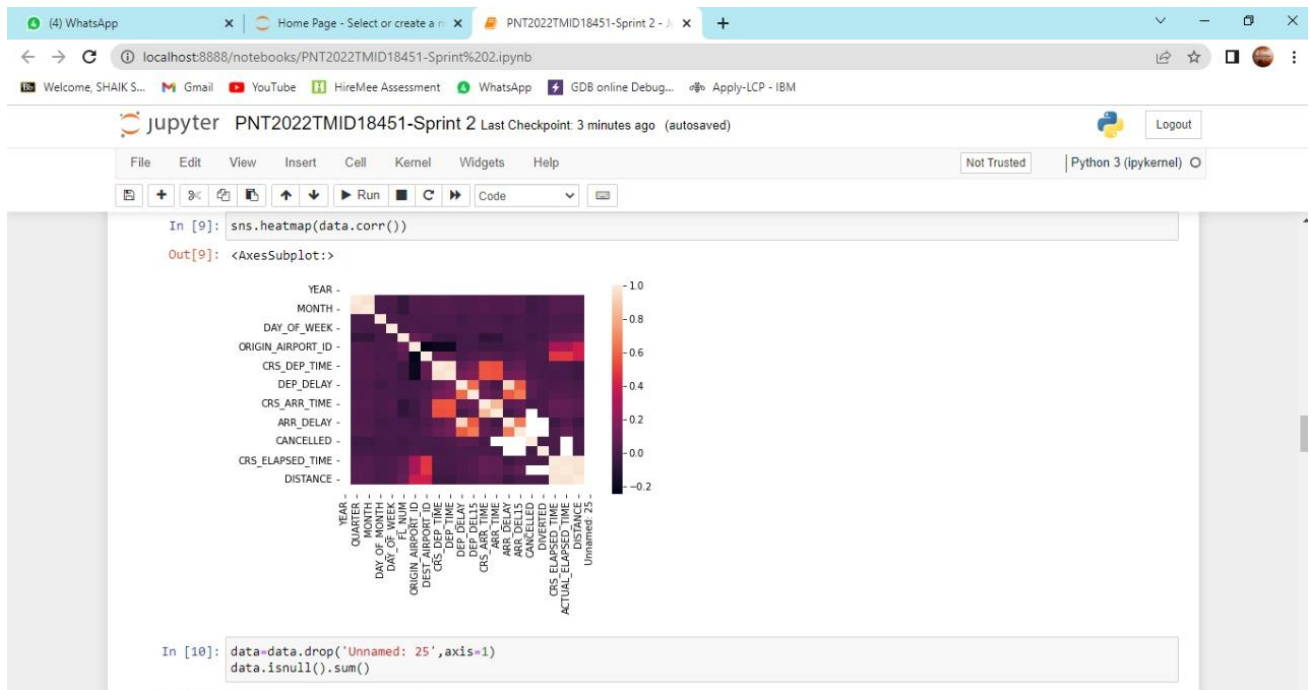 (4) WhatsApp
Home Page - Select or create a n
PNT2022TMID18451-Sprint 2 - J
localhost:8888/notebooks/PNT2022TMID18451-Sprint%202.ipynb
Welcome, SHAIK S...
Gmail
YouTube
HireMee Assessment
WhatsApp
GDB online Debug...
Apply-LCP - IBM
jupyter PNT2022TMID18451-Sprint 2 Last Checkpoint: 3 minutes ago (autosaved)
Logout
File Edit View Insert Cell Kernel Widgets Help
Not Trusted
Python 3 (ipykernel)
Run
Code
In [9]: sns.heatmap(data.corr())
Out[9]: <AxesSubplot:>
YEAR
MONTH
DAY_OF_WEEK
ORIGIN_AIRPORT_ID
CRS_DEP_TIME
DEP_DELAY
CRS_ARR_TIME
ARR_DELAY
CANCELLED
CRS_ELAPSED_TIME
DISTANCE
1.0
0.8
0.6
0.4
0.2
0.0
-0.2
YEAR
QUARTER
MONTH
DAY_OF_MONTH
DAY_OF_WEEK
FL_NUM
ORIGIN_AIRPORT_ID
DEST_AIRPORT_ID
CRS_DEP_TIME
DEP_TIME
DEP_DELAY
DEP_DEL15
CRS_ARR_TIME
ARR_TIME
ARR_DELAY
ARR_DEL15
CANCELLED
DIVERTED
CRS_ELAPSED_TIME
ACTUAL_ELAPSED_TIME
DISTANCE
Unnamed: 25
In [10]: data=data.drop('Unnamed: 25',axis=1)
data.isnull().sum()